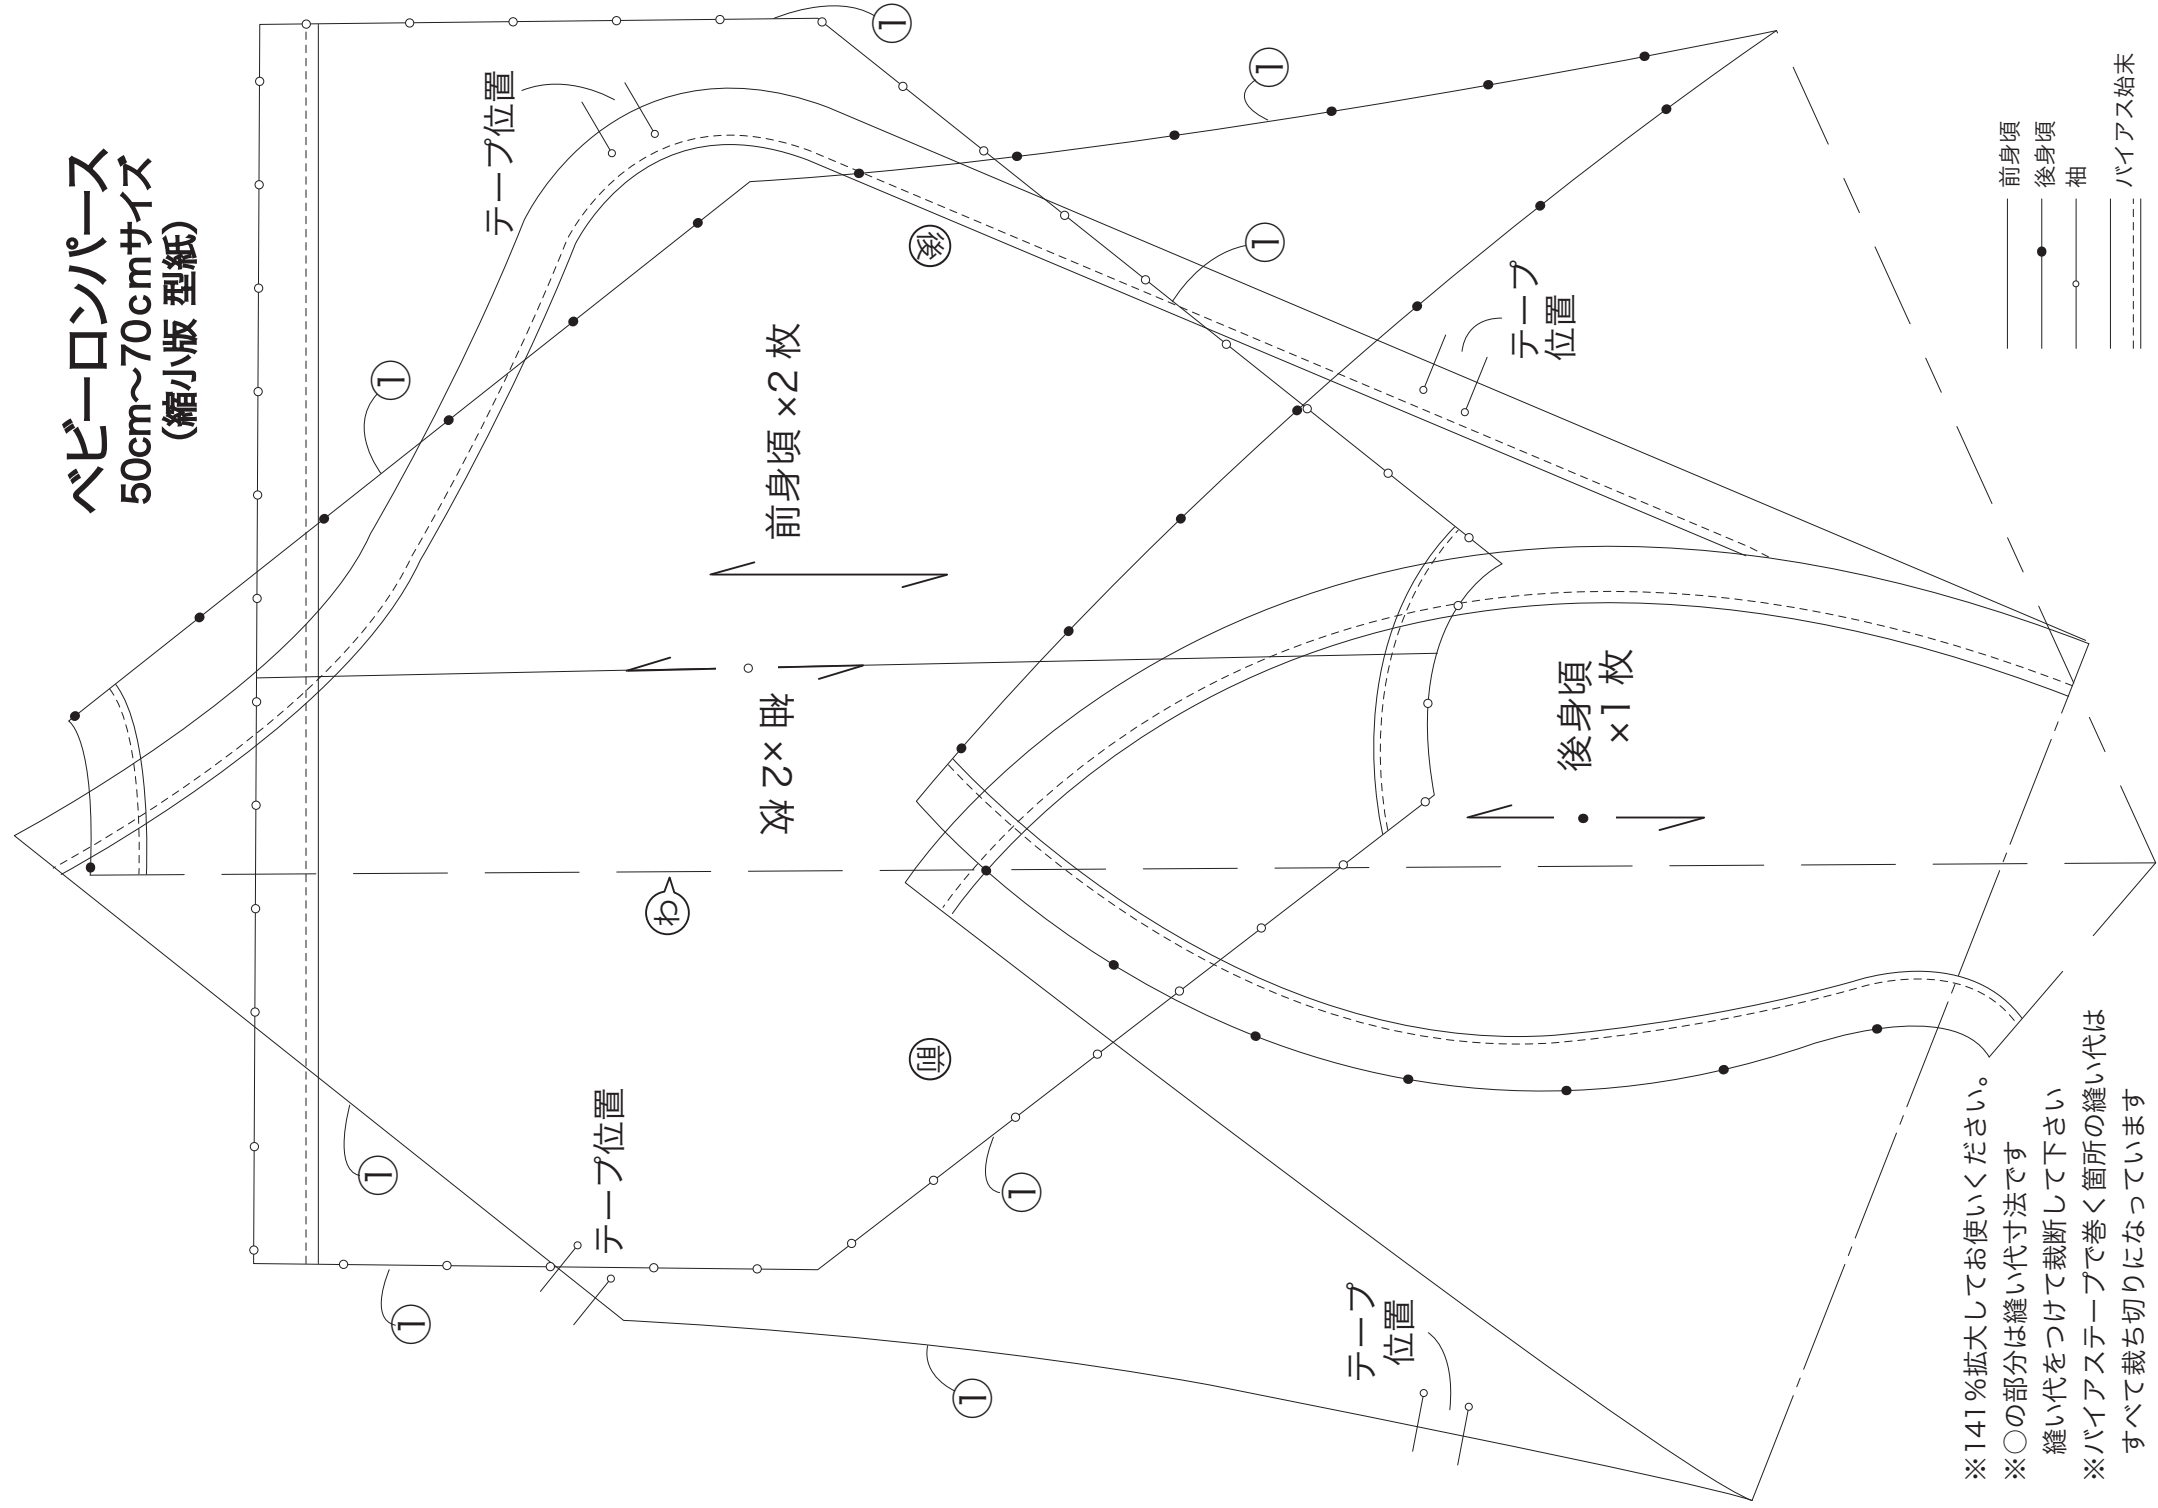 ベビーロンパース
50cm〜70cmサイズ
（縮小版 型紙）
テープ位置
①
①
①
①
後
テープ
位置
前身頃 ×2 枚
袖 ×2 枚
わ
後身頃
×1 枚
前
テープ位置
①
①
①
①
テープ
位置
前身頃
後身頃
袖
バイアス始末
※141％拡大してお使いください。
※○の部分は縫い代寸法です
縫い代をつけて裁断して下さい
※バイアステープで巻く箇所の縫い代は
すべて裁ち切りになっています